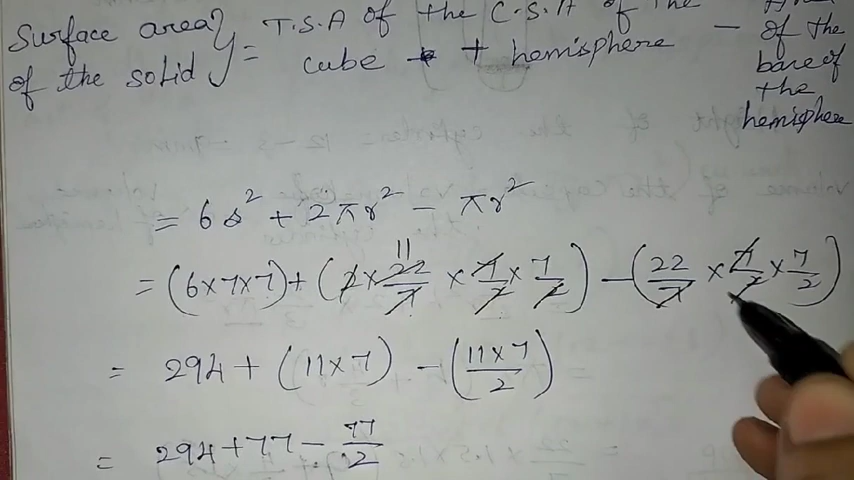 Surface area} = T.S.A of the cube + C.S.A of the hemisphere − of the base of the hemisphere
of the solid
= 6s² + 2πr² − πr²
= (6×7×7) + (2 × 22/7 × 7/2 × 7/2) − (22/7 × 7/2 × 7/2)
11
= 294 + (11×7) − (11×7/2)
= 294+77 − 77/2